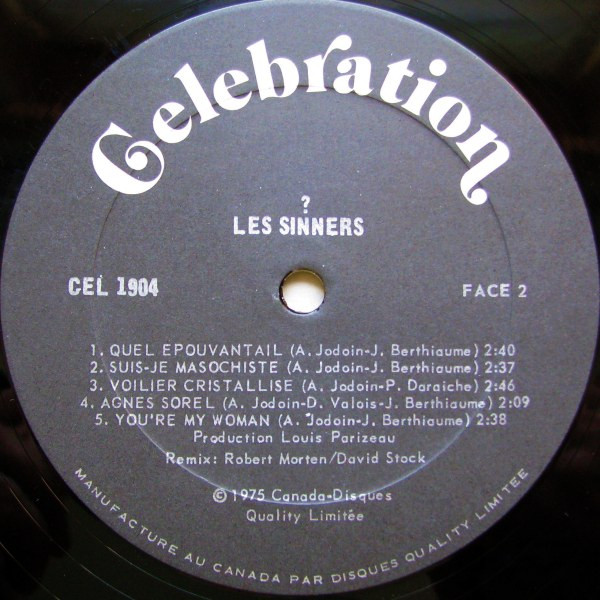 Celebration
?
LES SINNERS
CEL 1904
FACE 2
1. QUEL EPOUVANTAIL (A. Jodoin-J. Berthiaume) 2:40
2. SUIS-JE MASOCHISTE (A. Jodoin-J. Berthiaume) 2:37
3. VOILIER CRISTALLISE (A. Jodoin-P. Daraiche) 2:46
4. AGNES SOREL (A. Jodoin-D. Valois-J. Berthiaume) 2:09
5. YOU'RE MY WOMAN (A. Jodoin-J. Berthiaume) 2:38
Production Louis Parizeau
Remix: Robert Morten/David Stock
© 1975 Canada-Disques
Quality Limitée
MANUFACTURE AU CANADA PAR DISQUES QUALITY LIMITEE